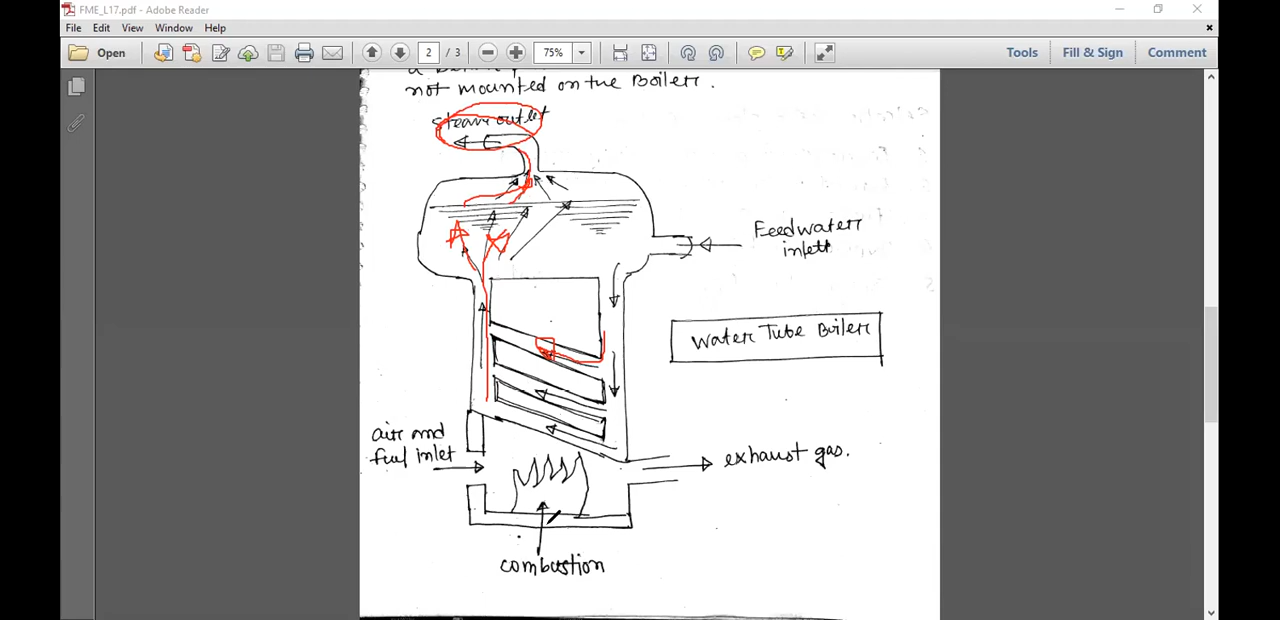 FME_L17.pdf - Adobe Reader
File Edit View Window Help
Open 2 / 3 75% Tools Fill & Sign Comment
not mounted on the Boiler.
steam outlet
Feedwater
inlet
Water Tube Boiler
air and
fuel inlet
exhaust gas.
combustion